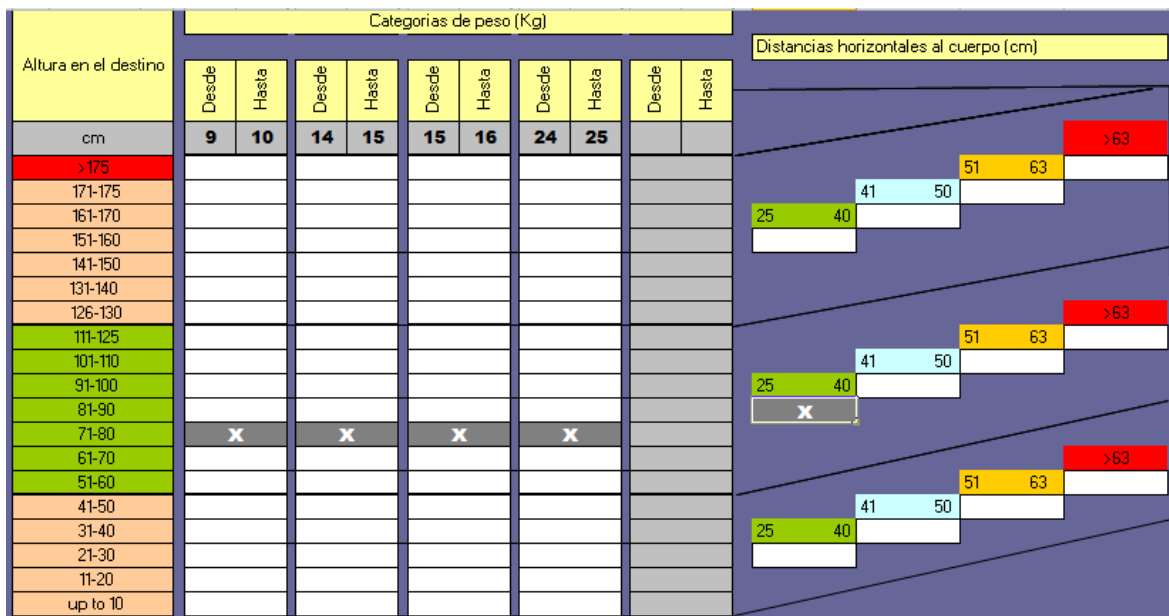 Categorias de peso (Kg)
Distancias horizontales al cuerpo (cm)
Altura en el destino
Desde Hasta Desde Hasta Desde Hasta Desde Hasta Desde Hasta
cm 9 10 14 15 15 16 24 25 >63
>175 51 63
171-175 41 50
161-170 25 40
151-160
141-150
131-140
126-130 >63
111-125 51 63
101-110 41 50
91-100 25 40
81-90 X
71-80 X X X X
61-70 >63
51-60 51 63
41-50 41 50
31-40 25 40
21-30
11-20
up to 10